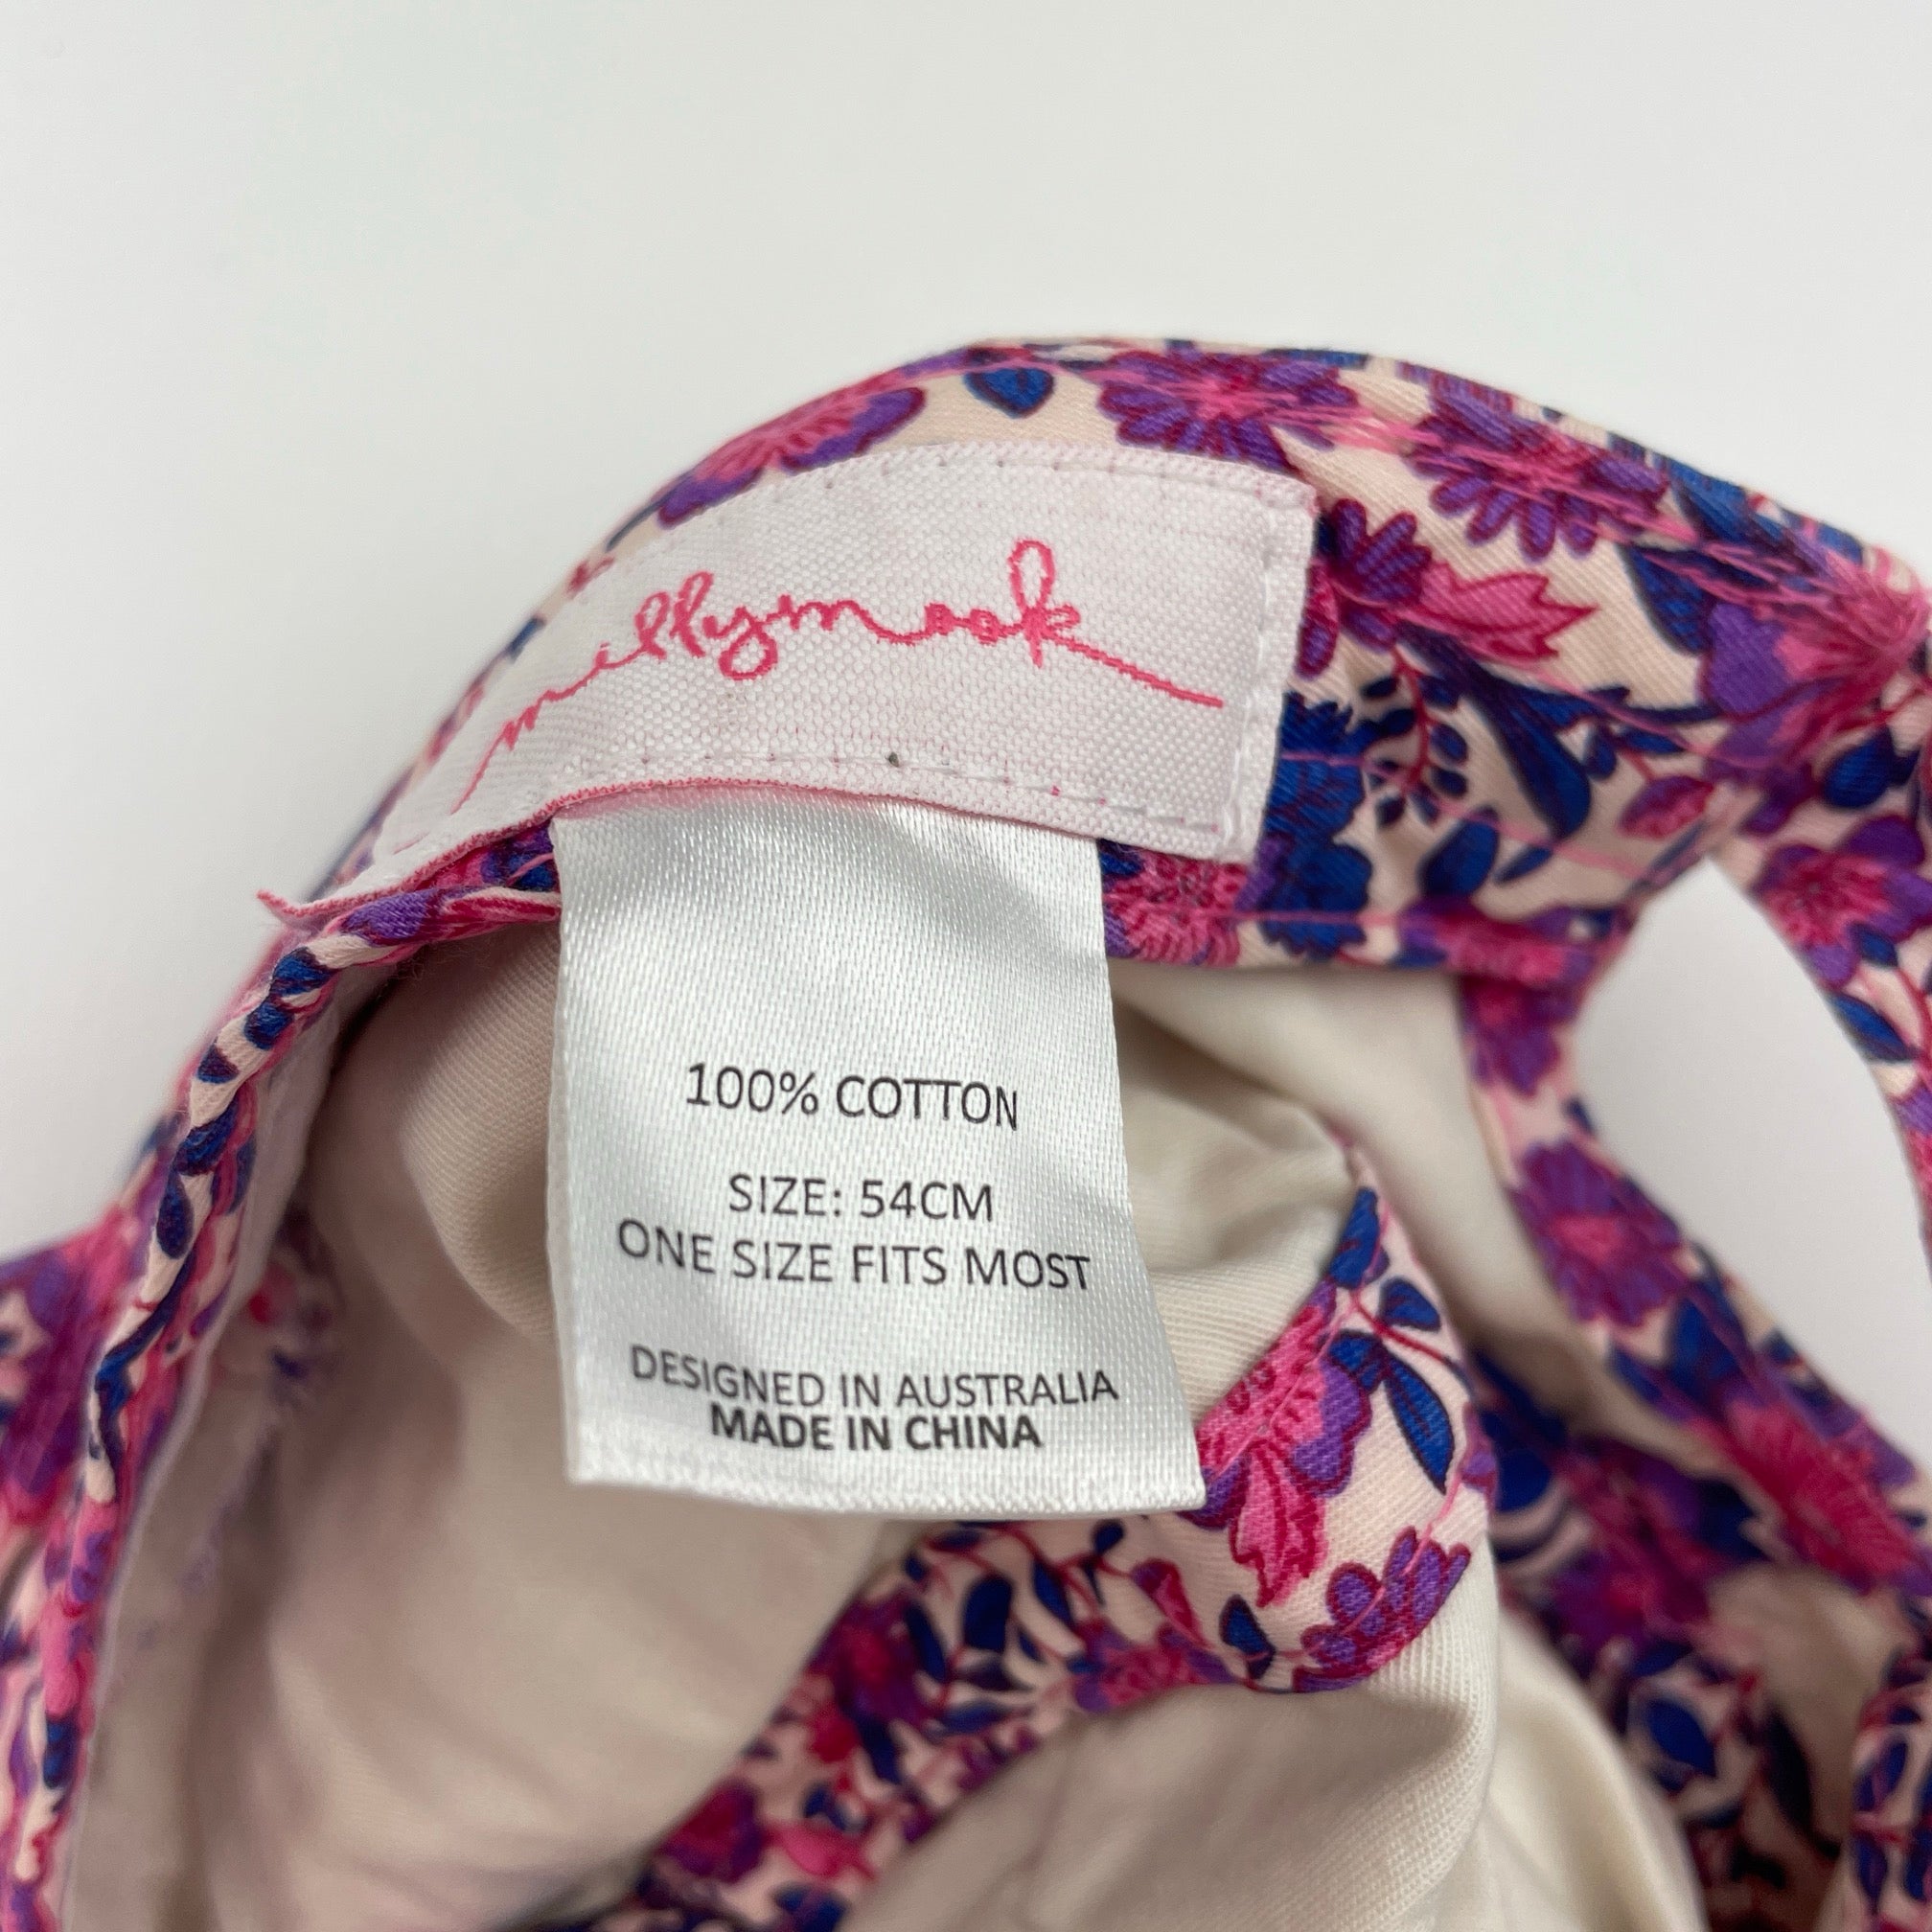 millymook
100% COTTON
SIZE: 54CM
ONE SIZE FITS MOST
DESIGNED IN AUSTRALIA
MADE IN CHINA